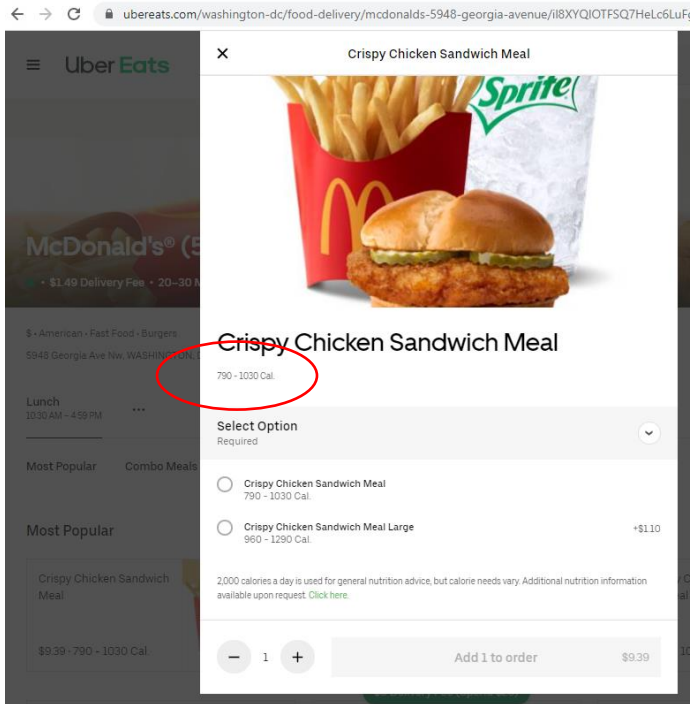 ubereats.com/washington-dc/food-delivery/mcdonalds-5948-georgia-avenue/
Uber Eats
Crispy Chicken Sandwich Meal
Sprite
McDonald's® (5
• $1.49 Delivery Fee • 20–30 M
$ • American • Fast Food • Burgers
5948 Georgia Ave Nw, WASHINGTON,
Lunch
10:30 AM – 4:59 PM
...
Most Popular Combo Meals
Most Popular
Crispy Chicken Sandwich
Meal
$9.39 • 790 - 1030 Cal.
Crispy Chicken Sandwich Meal
790 - 1030 Cal.
Select Option
Required
Crispy Chicken Sandwich Meal
790 - 1030 Cal.
Crispy Chicken Sandwich Meal Large
+$1.10
960 - 1290 Cal.
2,000 calories a day is used for general nutrition advice, but calorie needs vary. Additional nutrition information
available upon request. Click here.
1
Add 1 to order $9.39